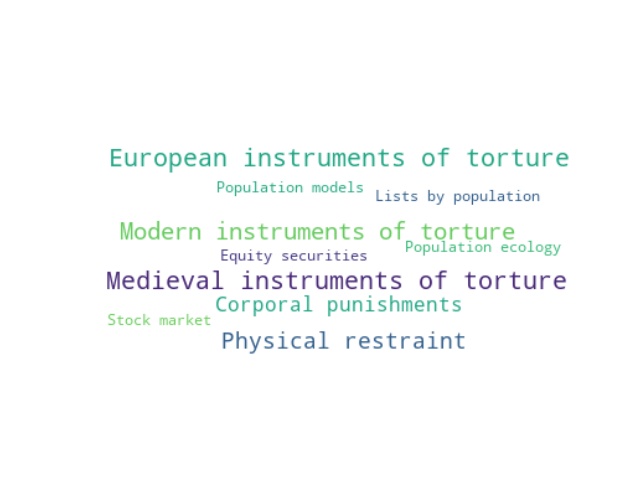 European instruments of torture
Population models
Lists by population
Modern instruments of torture
Population ecology
Equity securities
Medieval instruments of torture
Corporal punishments
Stock market
Physical restraint